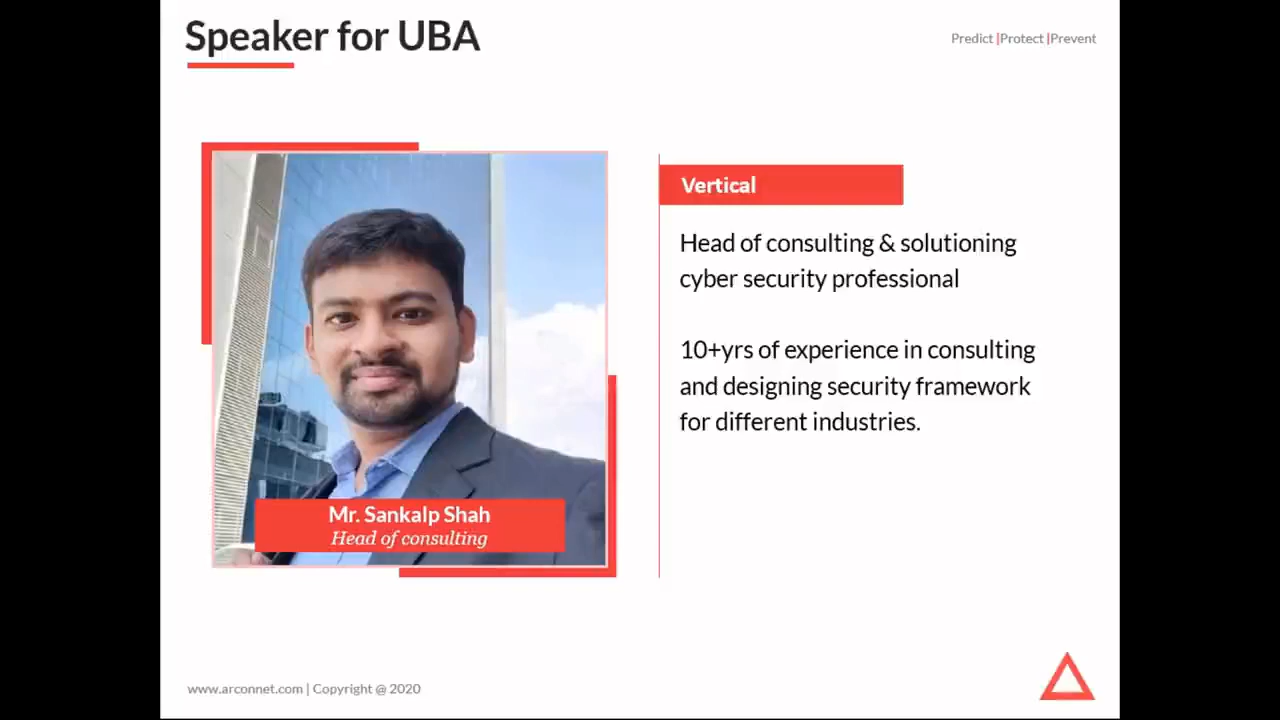 Speaker for UBA
Predict |Protect |Prevent
Vertical
Head of consulting & solutioning
cyber security professional
10+yrs of experience in consulting
and designing security framework
for different industries.
Mr. Sankalp Shah
Head of consulting
www.arconnet.com | Copyright @ 2020